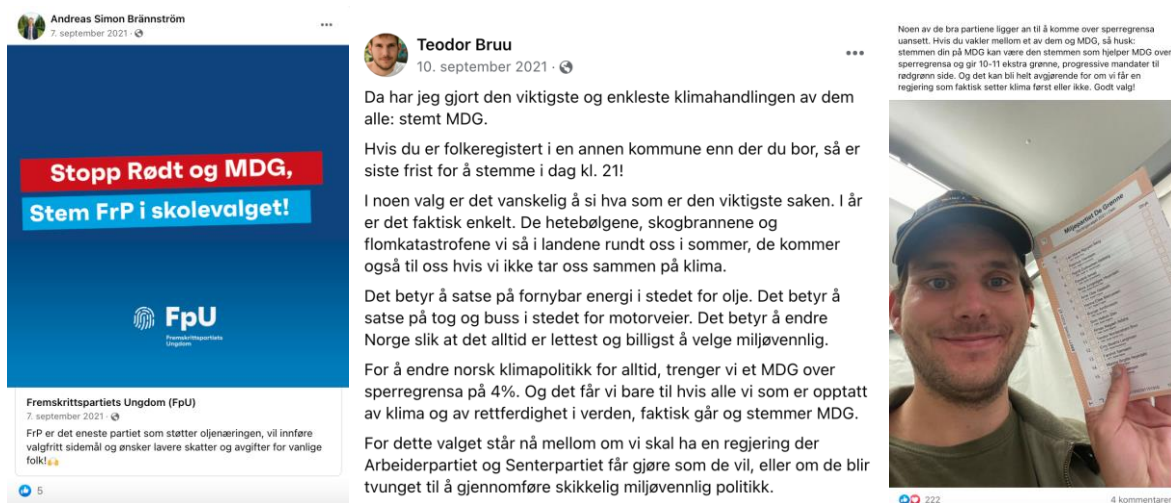 Andreas Simon Brännström
7. september 2021 ·
Stopp Rødt og MDG,
Stem FrP i skolevalget!
FpU
Fremskrittspartiets
Ungdom
Fremskrittspartiets Ungdom (FpU)
7. september 2021 ·
FrP er det eneste partiet som støtter oljenæringen, vil innføre
valgfritt sidemål og ønsker lavere skatter og avgifter for vanlige
folk!🙌
5
Teodor Bruu
10. september 2021 ·
Da har jeg gjort den viktigste og enkleste klimahandlingen av dem
alle: stemt MDG.
Hvis du er folkeregistert i en annen kommune enn der du bor, så er
siste frist for å stemme i dag kl. 21!
I noen valg er det vanskelig å si hva som er den viktigste saken. I år
er det faktisk enkelt. De hetebølgene, skogbrannene og
flomkatastrofene vi så i landene rundt oss i sommer, de kommer
også til oss hvis vi ikke tar oss sammen på klima.
Det betyr å satse på fornybar energi i stedet for olje. Det betyr å
satse på tog og buss i stedet for motorveier. Det betyr å endre
Norge slik at det alltid er lettest og billigst å velge miljøvennlig.
For å endre norsk klimapolitikk for alltid, trenger vi et MDG over
sperregrensa på 4%. Og det får vi bare til hvis alle vi som er opptatt
av klima og av rettferdighet i verden, faktisk går og stemmer MDG.
For dette valget står nå mellom om vi skal ha en regjering der
Arbeiderpartiet og Senterpartiet får gjøre som de vil, eller om de blir
tvunget til å gjennomføre skikkelig miljøvennlig politikk.
Noen av de bra partiene ligger an til å komme over sperregrensa
uansett. Hvis du vakler mellom et av dem og MDG, så husk:
stemmen din på MDG kan være den stemmen som hjelper MDG over
sperregrensa og gir 10-11 ekstra grønne, progressive mandater til
rødgrønn side. Og det kan bli helt avgjørende for om vi får en
regjering som faktisk setter klima først eller ikke. Godt valg!
Miljøpartiet De Grønne
222
4 kommentarer